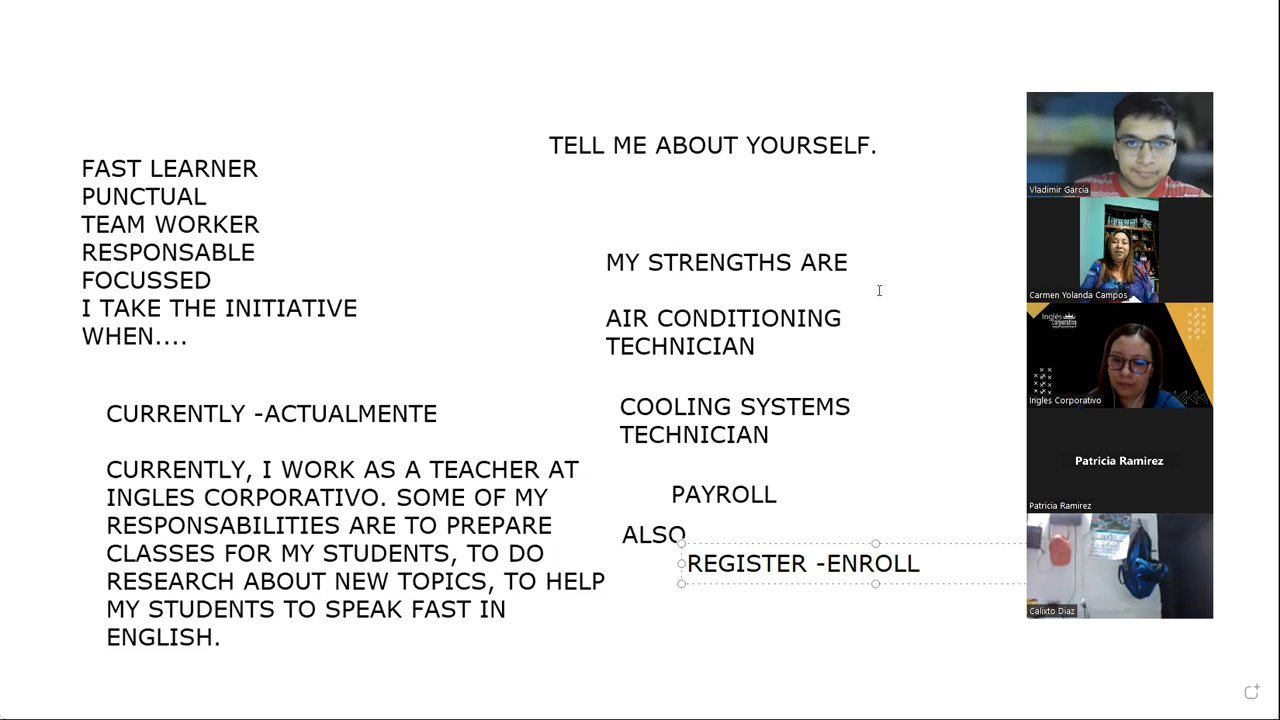 TELL ME ABOUT YOURSELF.
FAST LEARNER
PUNCTUAL
TEAM WORKER
RESPONSABLE
FOCUSSED
I TAKE THE INITIATIVE
WHEN....
MY STRENGTHS ARE
AIR CONDITIONING
TECHNICIAN
COOLING SYSTEMS
TECHNICIAN
PAYROLL
ALSO
REGISTER -ENROLL
CURRENTLY -ACTUALMENTE
CURRENTLY, I WORK AS A TEACHER AT
INGLES CORPORATIVO. SOME OF MY
RESPONSABILITIES ARE TO PREPARE
CLASSES FOR MY STUDENTS, TO DO
RESEARCH ABOUT NEW TOPICS, TO HELP
MY STUDENTS TO SPEAK FAST IN
ENGLISH.
Vladimir Garcia
Carmen Yolanda Campos
Inglés
Corporativo
Ingles Corporativo
Patricia Ramirez
Patricia Ramirez
Calixto Diaz